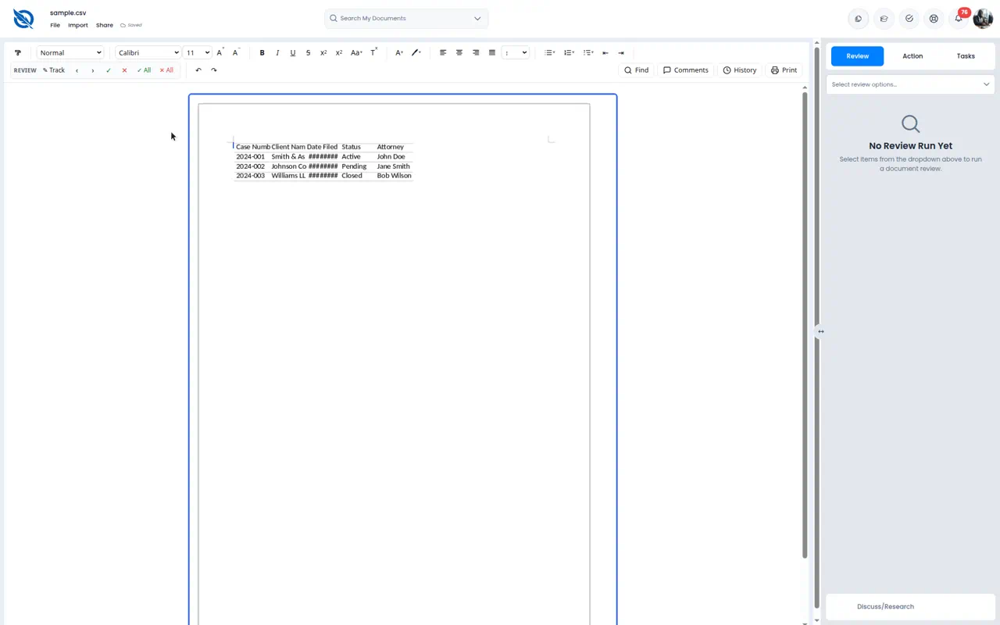 sample.csv
File Import Share Saved
Search My Documents
76
Normal Calibri 11 A A B I U S x² x² Aa T A
REVIEW ✎ Track ‹ › ✓ ✕ ✓ All ✕ All ↶ ↷ Find Comments History Print
Review Action Tasks
Select review options...
No Review Run Yet
Select items from the dropdown above to run
a document review.
Case Numb Client Nam Date Filed Status Attorney
2024-001 Smith & As ######## Active John Doe
2024-002 Johnson Co ######## Pending Jane Smith
2024-003 Williams LL ######## Closed Bob Wilson
Discuss/Research